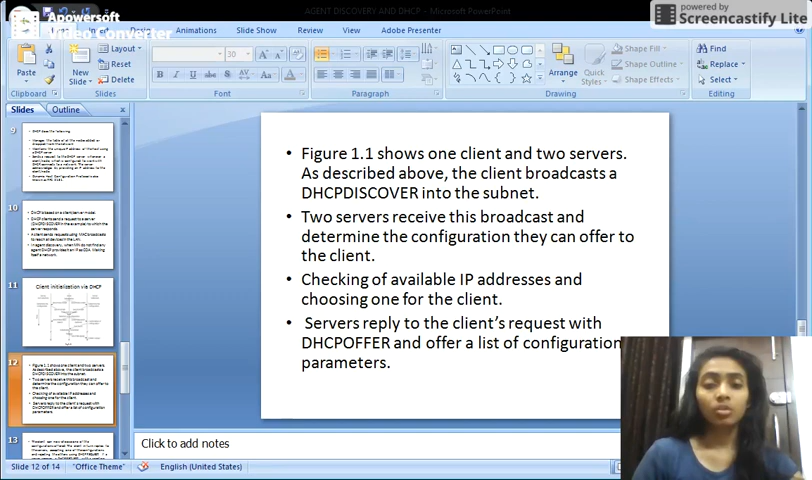 AGENT DISCOVERY AND DHCP - Microsoft PowerPoint
Apowersoft
Video Converter
powered by
Screencastify Lite
Animations
Slide Show
Review
View
Adobe Presenter
Paste
New
Slide
Layout
Reset
Delete
30
Arrange
Quick
Styles
Shape Fill
Shape Outline
Shape Effects
Find
Replace
Select
Clipboard
Slides
Font
Paragraph
Drawing
Editing
Slides
Outline
9
10
11
Client initialization via DHCP
12
13
• Figure 1.1 shows one client and two servers.
As described above, the client broadcasts a
DHCPDISCOVER into the subnet.
• Two servers receive this broadcast and
determine the configuration they can offer to
the client.
• Checking of available IP addresses and
choosing one for the client.
• Servers reply to the client's request with
DHCPOFFER and offer a list of configuration
parameters.
Click to add notes
Slide 12 of 14
"Office Theme"
English (United States)